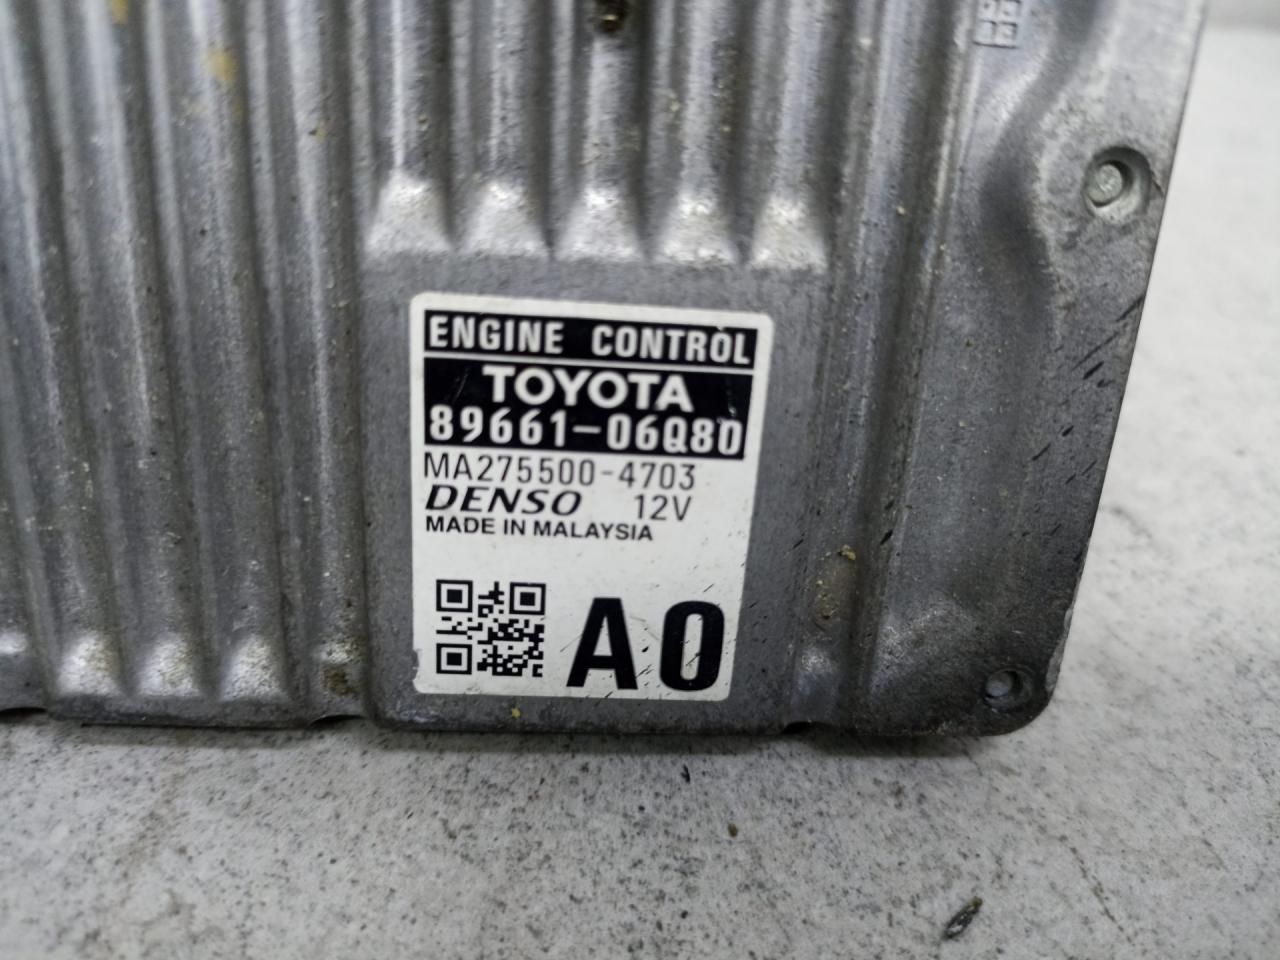 ENGINE CONTROL
TOYOTA
89661-06Q80
MA275500-4703
DENSO 12V
MADE IN MALAYSIA
A0